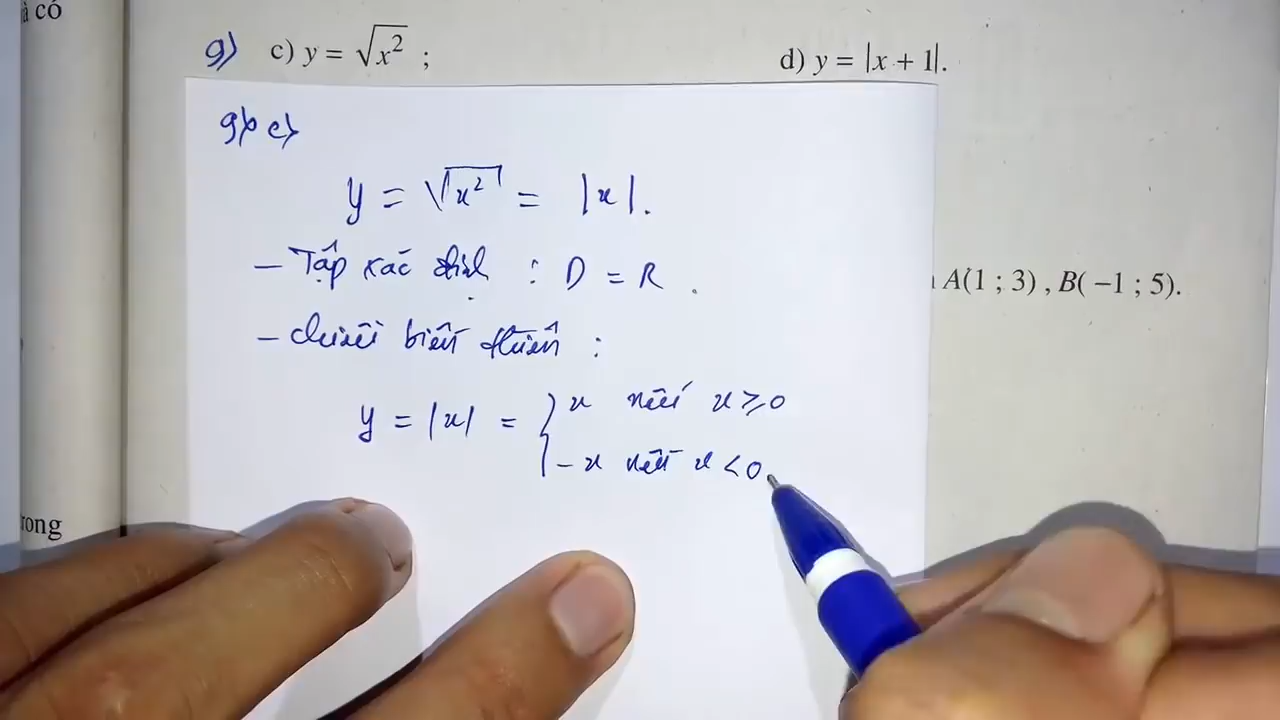 à có
9) c) y = √x² ; d) y = |x + 1|.
9) c)
y = √x² = |x|.
– Tập xác định : D = R .
A(1 ; 3) , B( −1 ; 5).
– chiều biến thiên :
y = |x| = { x nếu x ≥ 0
– x nếu x < 0
rong